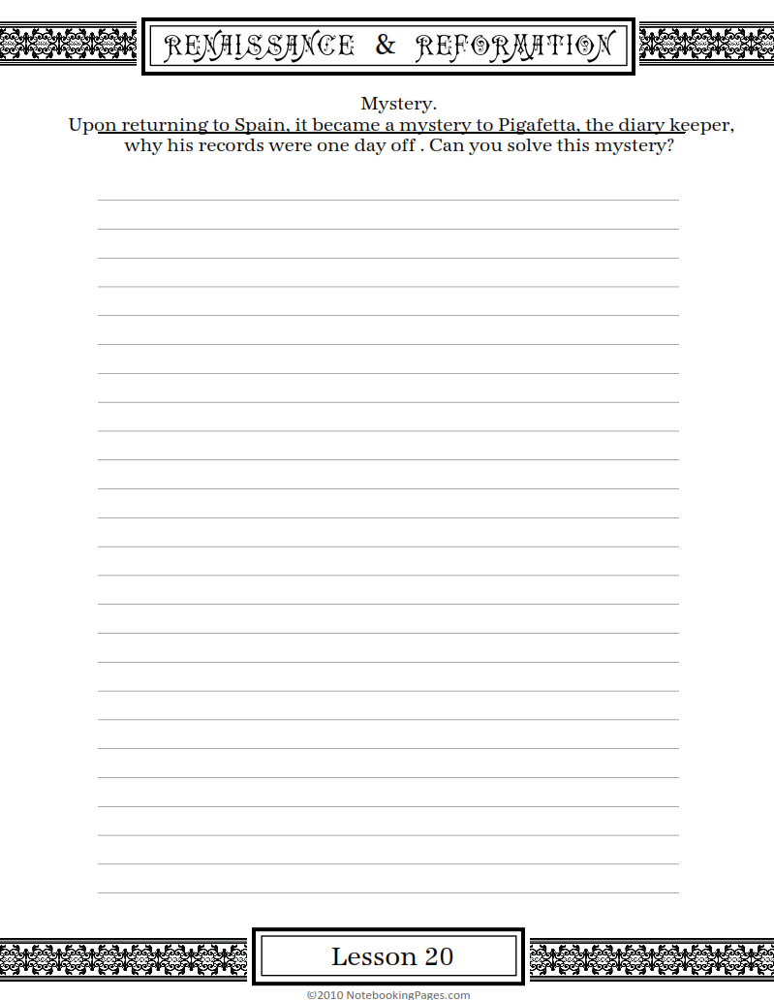 RENAISSANCE & REFORMATION
Mystery.
Upon returning to Spain, it became a mystery to Pigafetta, the diary keeper,
why his records were one day off . Can you solve this mystery?
Lesson 20
©2010 NotebookingPages.com